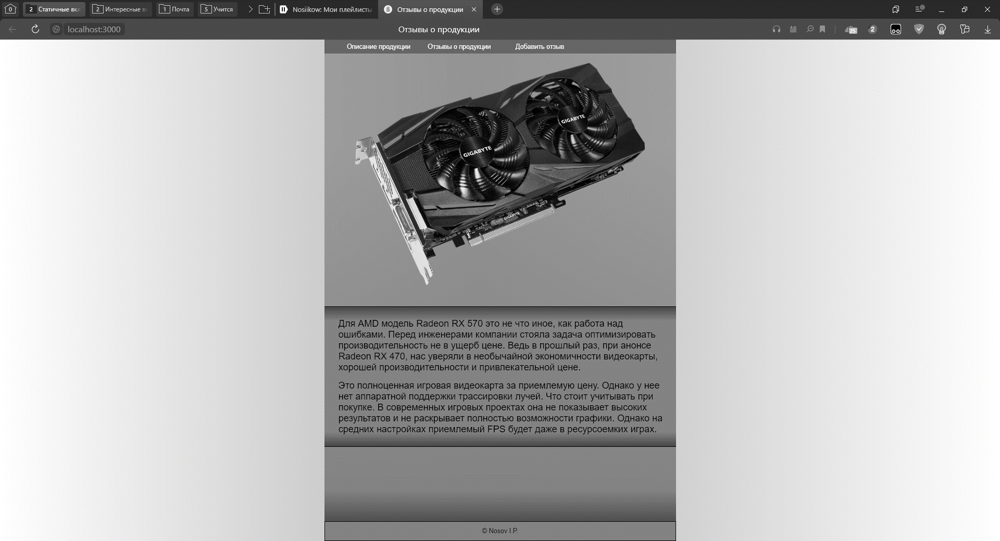 0
2 Статичные вкл
2 Интересные в
1 Почта
5 Учится
Nosiikow: Мои плейлисты
Отзывы о продукции
localhost:3000
Отзывы о продукции
25
2
Описание продукции
Отзывы о продукции
Добавить отзыв
GIGABYTE
GIGABYTE
GIGABYTE
Для AMD модель Radeon RX 570 это не что иное, как работа над
ошибками. Перед инженерами компании стояла задача оптимизировать
производительность не в ущерб цене. Ведь в прошлый раз, при анонсе
Radeon RX 470, нас уверяли в необычайной экономичности видеокарты,
хорошей производительности и привлекательной цене.
Это полноценная игровая видеокарта за приемлемую цену. Однако у нее
нет аппаратной поддержки трассировки лучей. Что стоит учитывать при
покупке. В современных игровых проектах она не показывает высоких
результатов и не раскрывает полностью возможности графики. Однако на
средних настройках приемлемый FPS будет даже в ресурсоемких играх.
© Nosov I.P.